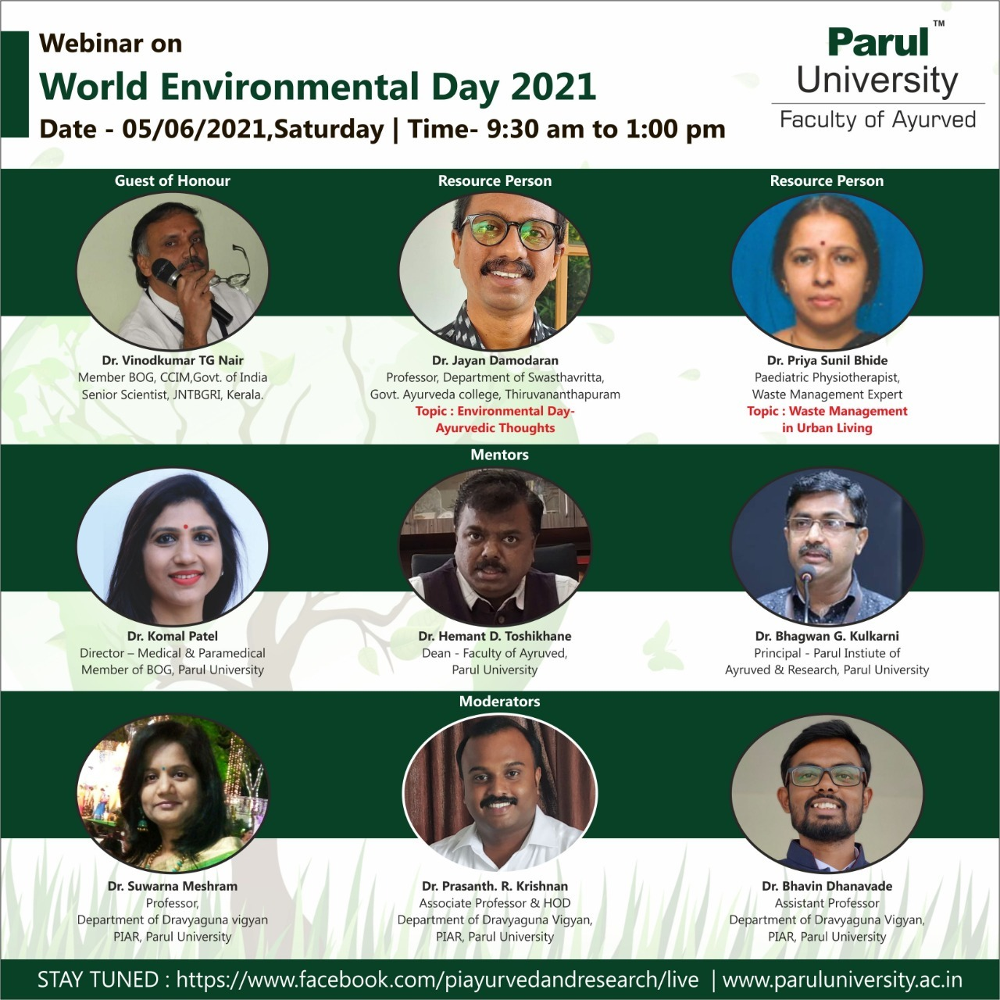 Webinar on
World Environmental Day 2021
Date - 05/06/2021,Saturday | Time- 9:30 am to 1:00 pm
Parul™
University
Faculty of Ayurved
Guest of Honour
Dr. Vinodkumar TG Nair
Member BOG, CCIM,Govt. of India
Senior Scientist, JNTBGRI, Kerala.
Resource Person
Dr. Jayan Damodaran
Professor, Department of Swasthavritta,
Govt. Ayurveda college, Thiruvananthapuram
Topic : Environmental Day-
Ayurvedic Thoughts
Resource Person
Dr. Priya Sunil Bhide
Paediatric Physiotherapist,
Waste Management Expert
Topic : Waste Management
in Urban Living
Mentors
Dr. Komal Patel
Director – Medical & Paramedical
Member of BOG, Parul University
Dr. Hemant D. Toshikhane
Dean - Faculty of Ayruved,
Parul University
Dr. Bhagwan G. Kulkarni
Principal - Parul Instiute of
Ayruved & Research, Parul University
Moderators
Dr. Suwarna Meshram
Professor,
Department of Dravyaguna vigyan
PIAR, Parul University
Dr. Prasanth. R. Krishnan
Associate Professor & HOD
Department of Dravyaguna Vigyan,
PIAR, Parul University
Dr. Bhavin Dhanavade
Assistant Professor
Department of Dravyaguna Vigyan,
PIAR, Parul University
STAY TUNED : https://www.facebook.com/piayurvedandresearch/live | www.paruluniversity.ac.in